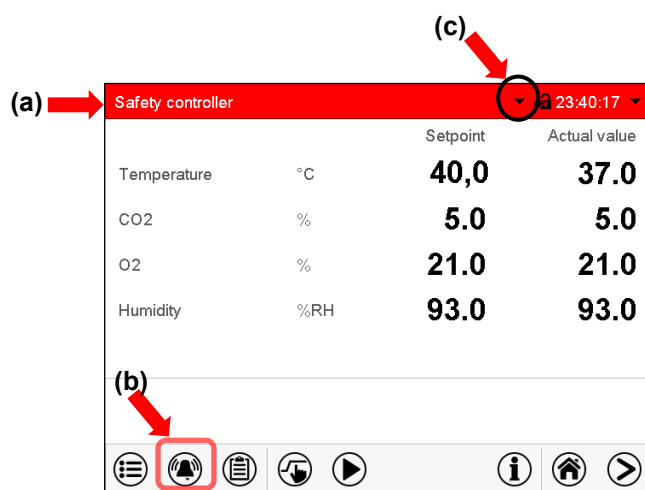 (c)
(a)
Safety controller 23:40:17
Setpoint Actual value
Temperature °C 40,0 37.0
CO2 % 5.0 5.0
O2 % 21.0 21.0
Humidity %RH 93.0 93.0
(b)